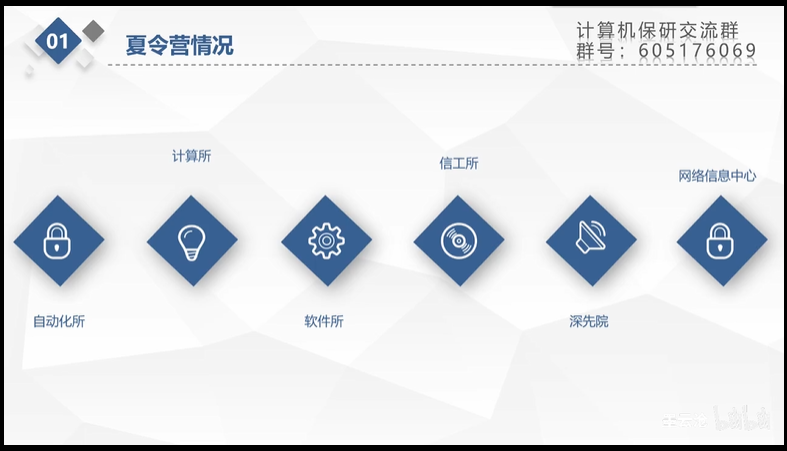 01
夏令营情况
计算机保研交流群
群号：605176069
计算所
信工所
网络信息中心
自动化所
软件所
深先院
bilibili